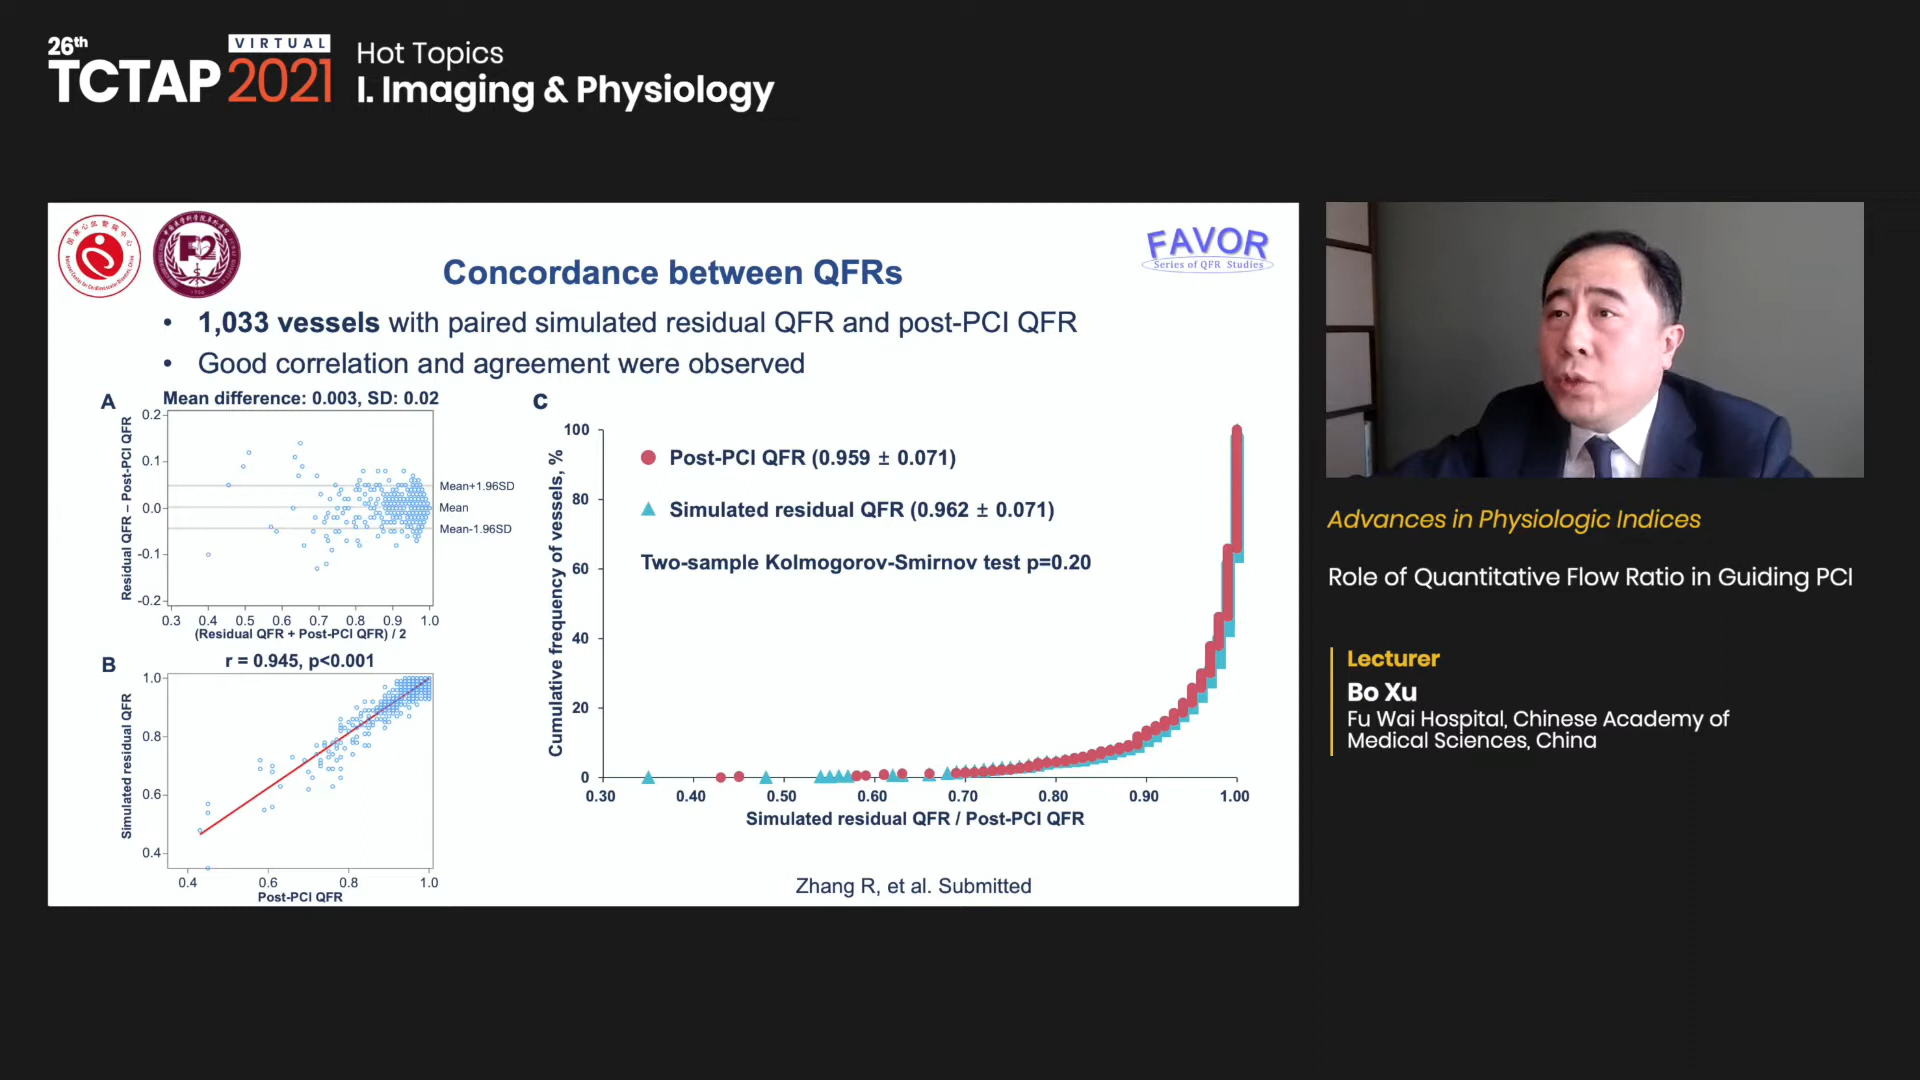 26th
VIRTUAL
TCTAP 2021
Hot Topics
I. Imaging & Physiology
FAVOR
Series of QFR Studies
Concordance between QFRs
• 1,033 vessels with paired simulated residual QFR and post-PCI QFR
• Good correlation and agreement were observed
A
Mean difference: 0.003, SD: 0.02
Residual QFR – Post-PCI QFR
0.2
0.1
0.0
-0.1
-0.2
Mean+1.96SD
Mean
Mean-1.96SD
0.3 0.4 0.5 0.6 0.7 0.8 0.9 1.0
(Residual QFR + Post-PCI QFR) / 2
B
r = 0.945, p<0.001
Simulated residual QFR
1.0
0.8
0.6
0.4
0.4 0.6 0.8 1.0
Post-PCI QFR
C
Cumulative frequency of vessels, %
100
80
60
40
20
0
Post-PCI QFR (0.959 ± 0.071)
Simulated residual QFR (0.962 ± 0.071)
Two-sample Kolmogorov-Smirnov test p=0.20
0.30 0.40 0.50 0.60 0.70 0.80 0.90 1.00
Simulated residual QFR / Post-PCI QFR
Zhang R, et al. Submitted
Advances in Physiologic Indices
Role of Quantitative Flow Ratio in Guiding PCI
Lecturer
Bo Xu
Fu Wai Hospital, Chinese Academy of
Medical Sciences, China